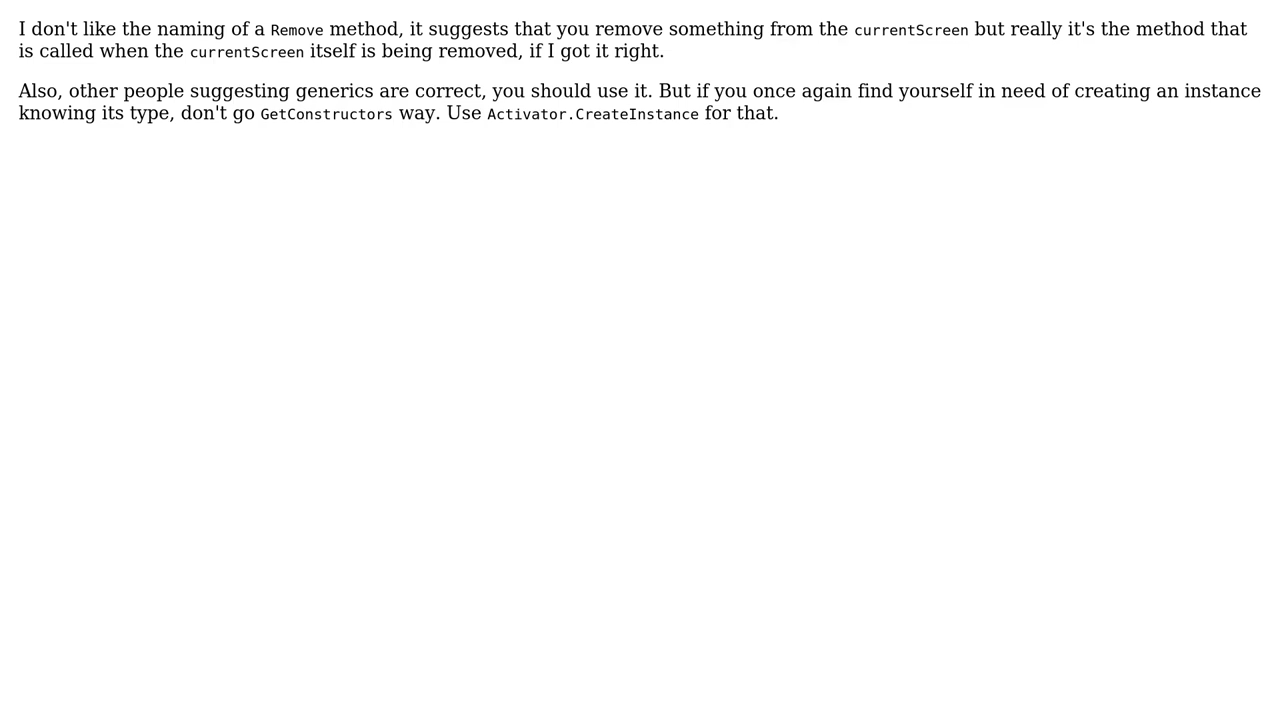 I don't like the naming of a Remove method, it suggests that you remove something from the currentScreen but really it's the method that
is called when the currentScreen itself is being removed, if I got it right.
Also, other people suggesting generics are correct, you should use it. But if you once again find yourself in need of creating an instance
knowing its type, don't go GetConstructors way. Use Activator.CreateInstance for that.